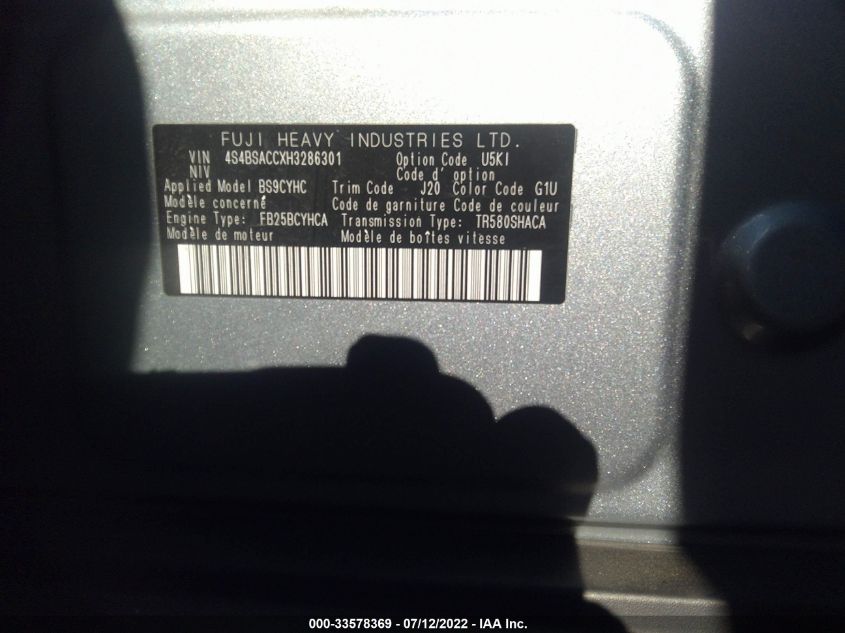 FUJI HEAVY INDUSTRIES LTD.
VIN 4S4BSACCXH3286301 Option Code U5KI
NIV Code d' option
Applied Model BS9CYHC Trim Code J20 Color Code G1U
Modèle concerné Code de garniture Code de couleur
Engine Type: FB25BCYHCA Transmission Type: TR580SHACA
Modèle de moteur Modèle de boîtes vitesse
000-33578369 - 07/12/2022 - IAA Inc.